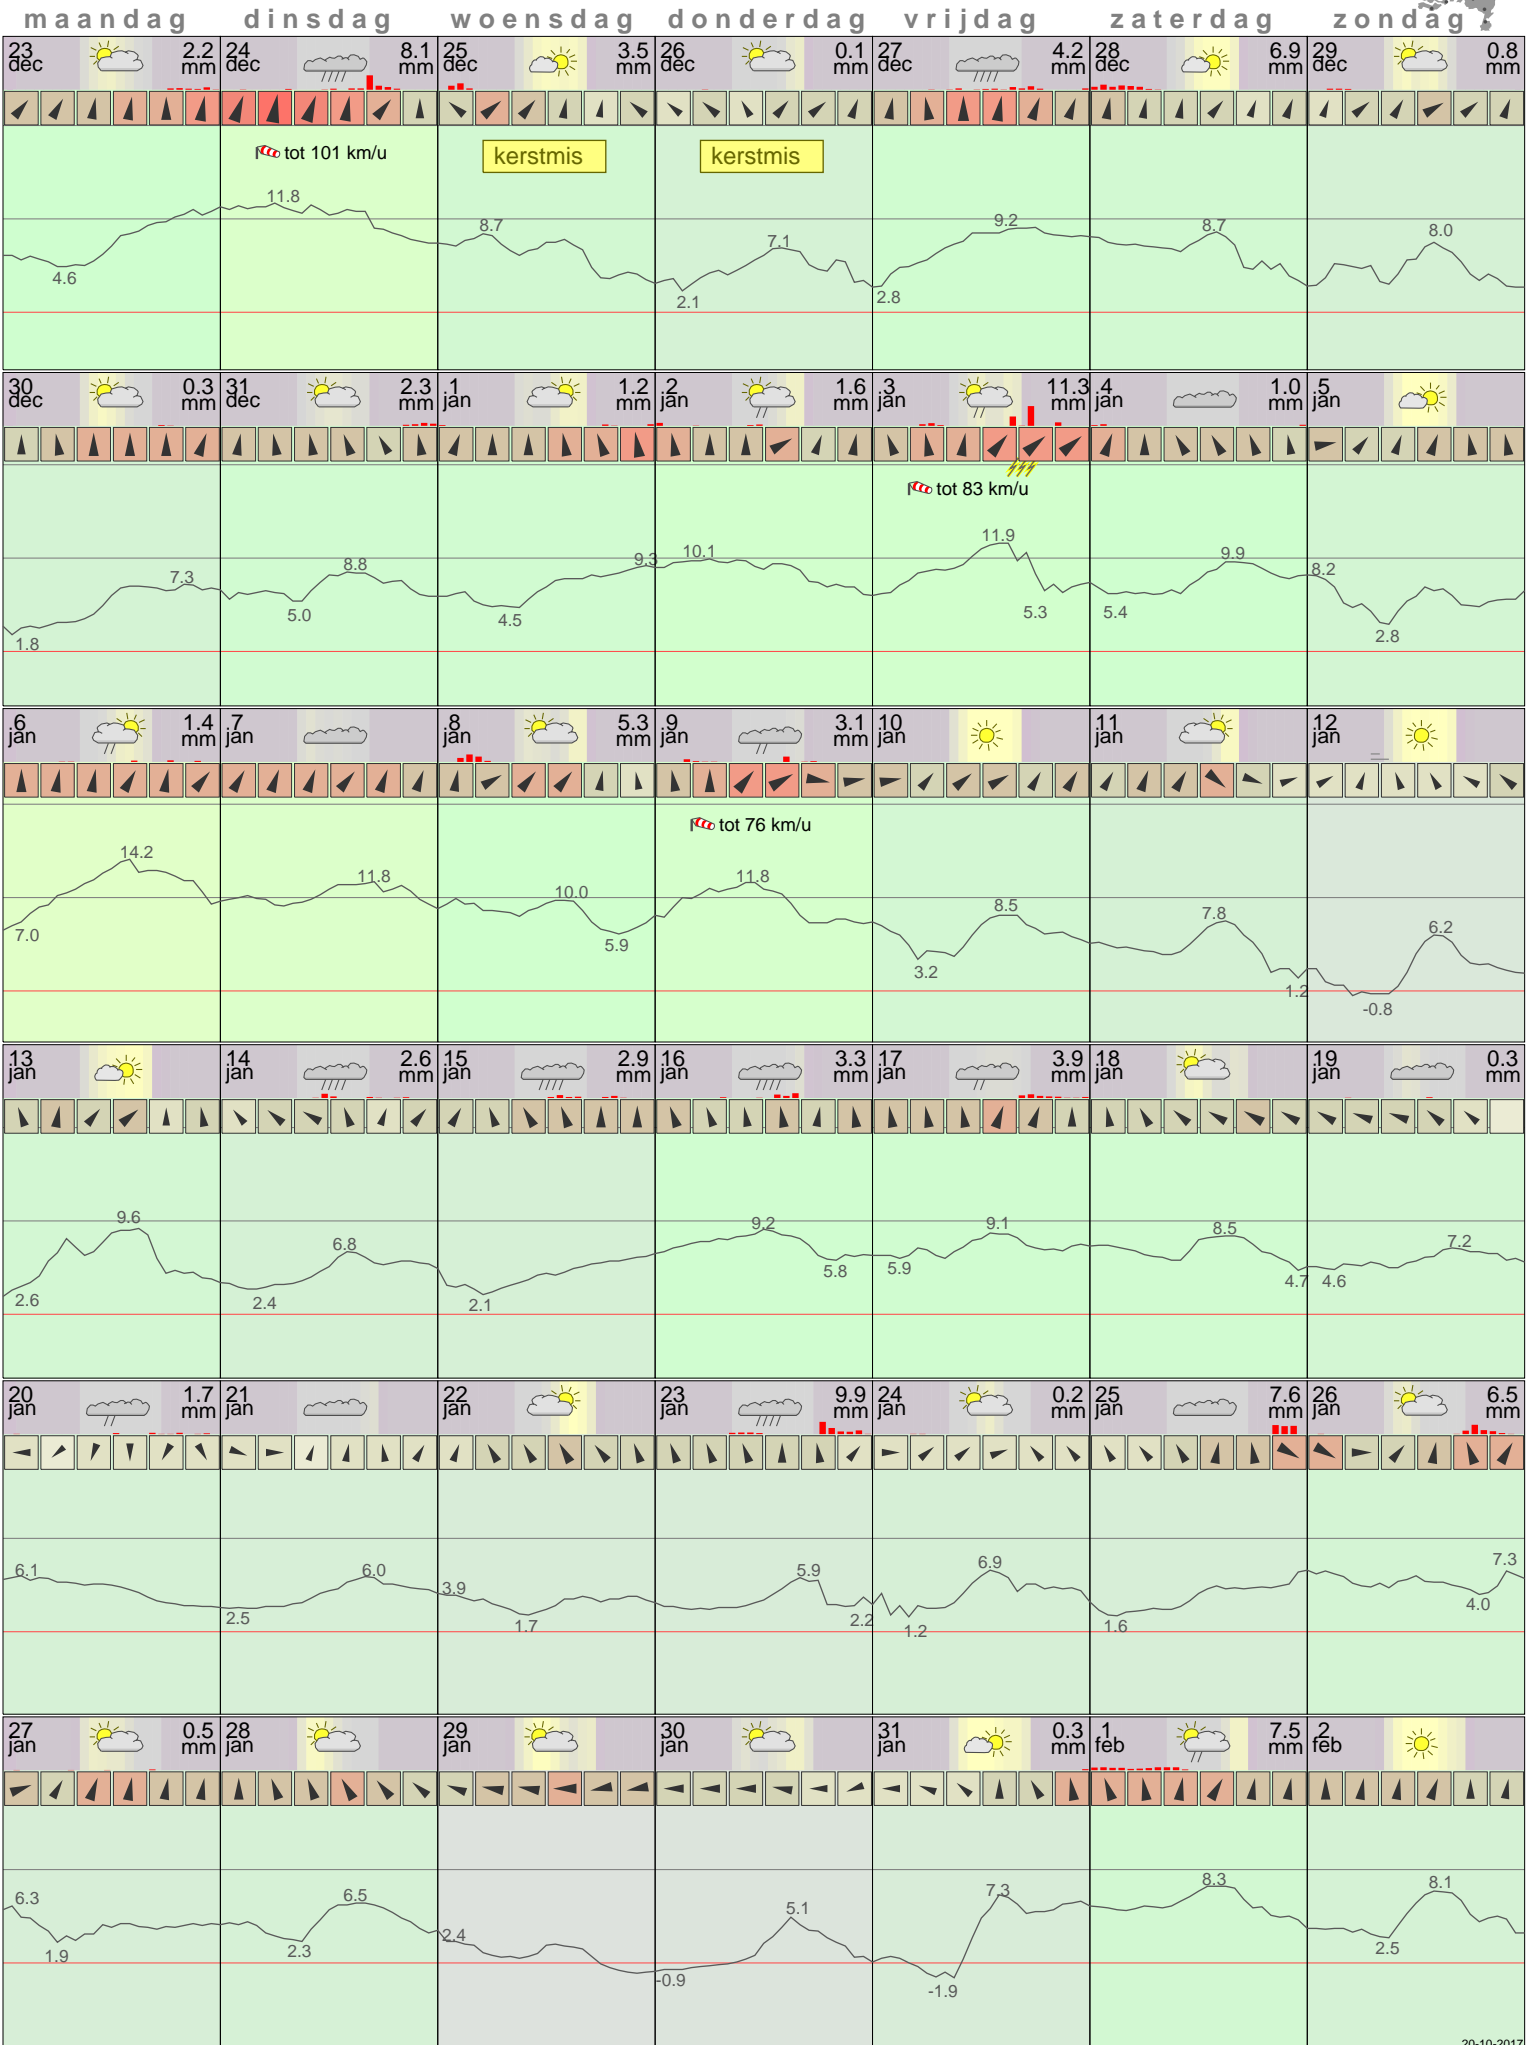 maandag dinsdag woensdag donderdag vrijdag zaterdag zondag
23 dec 2.2 mm 24 dec 8.1 mm 25 dec 3.5 mm 26 dec 0.1 mm 27 dec 4.2 mm 28 dec 6.9 mm 29 dec 0.8 mm
tot 101 km/u kerstmis kerstmis
4.6 11.8 8.7 2.1 7.1 2.8 9.2 8.7 8.0
30 dec 0.3 mm 31 dec 2.3 mm 1 jan 1.2 mm 2 jan 1.6 mm 3 jan 11.3 mm 4 jan 1.0 mm 5 jan
tot 83 km/u
1.8 7.3 5.0 8.8 4.5 9.3 10.1 11.9 5.3 5.4 9.9 8.2 2.8
6 jan 1.4 mm 7 jan 8 jan 5.3 mm 9 jan 3.1 mm 10 jan 11 jan 12 jan
tot 76 km/u
7.0 14.2 11.8 10.0 5.9 11.8 3.2 8.5 7.8 1.2 -0.8 6.2
13 jan 14 jan 2.6 mm 15 jan 2.9 mm 16 jan 3.3 mm 17 jan 3.9 mm 18 jan 19 jan 0.3 mm
2.6 9.6 2.4 6.8 2.1 9.2 5.8 5.9 9.1 8.5 4.7 4.6 7.2
20 jan 1.7 mm 21 jan 22 jan 23 jan 9.9 mm 24 jan 0.2 mm 25 jan 7.6 mm 26 jan 6.5 mm
6.1 2.5 6.0 3.9 1.7 5.9 2.2 1.2 6.9 1.6 4.0 7.3
27 jan 0.5 mm 28 jan 29 jan 30 jan 31 jan 0.3 mm 1 feb 7.5 mm 2 feb
6.3 1.9 2.3 6.5 2.4 -0.9 5.1 -1.9 7.3 8.3 2.5 8.1
20-10-2017